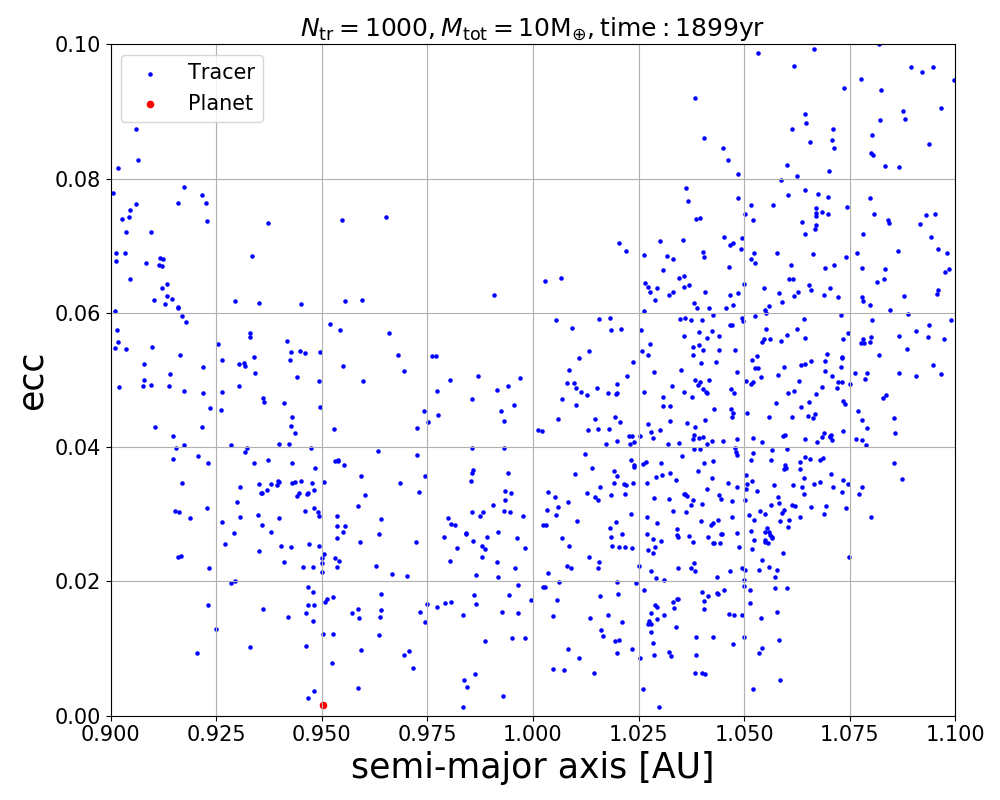 N_tr = 1000, M_tot = 10M_⊕, time : 1899yr
Tracer
Planet
ecc
0.10
0.08
0.06
0.04
0.02
0.00
0.900 0.925 0.950 0.975 1.000 1.025 1.050 1.075 1.100
semi-major axis [AU]